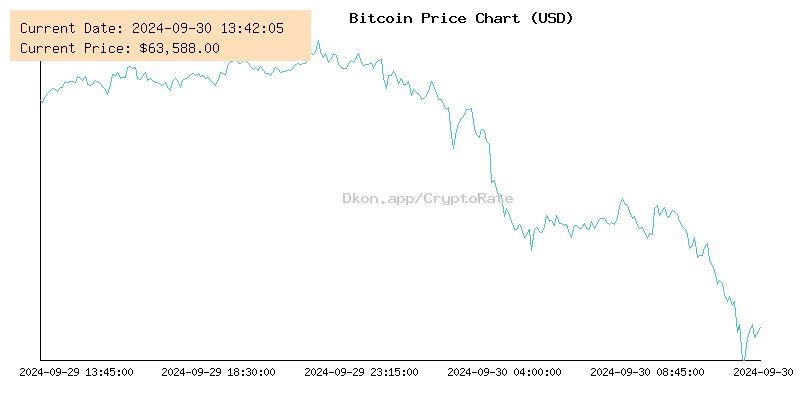 Bitcoin Price Chart (USD)
Current Date: 2024-09-30 13:42:05
Current Price: $63,588.00
Dkon.app/CryptoRate
2024-09-29 13:45:00
2024-09-29 18:30:00
2024-09-29 23:15:00
2024-09-30 04:00:00
2024-09-30 08:45:00
2024-09-30